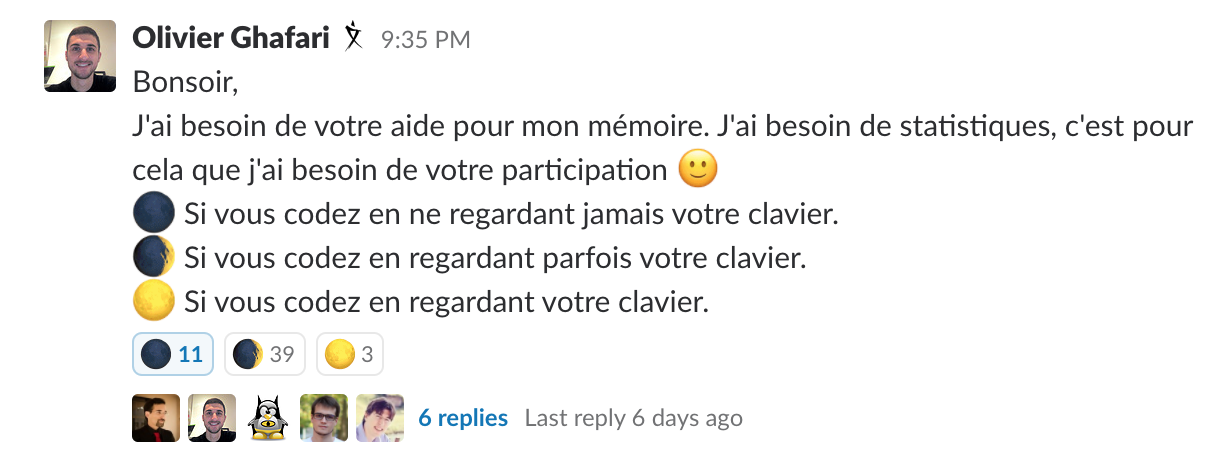 Olivier Ghafari 9:35 PM
Bonsoir,
J'ai besoin de votre aide pour mon mémoire. J'ai besoin de statistiques, c'est pour
cela que j'ai besoin de votre participation 🙂
🌑 Si vous codez en ne regardant jamais votre clavier.
🌒 Si vous codez en regardant parfois votre clavier.
🌕 Si vous codez en regardant votre clavier.
🌑 11 🌒 39 🌕 3
6 replies Last reply 6 days ago